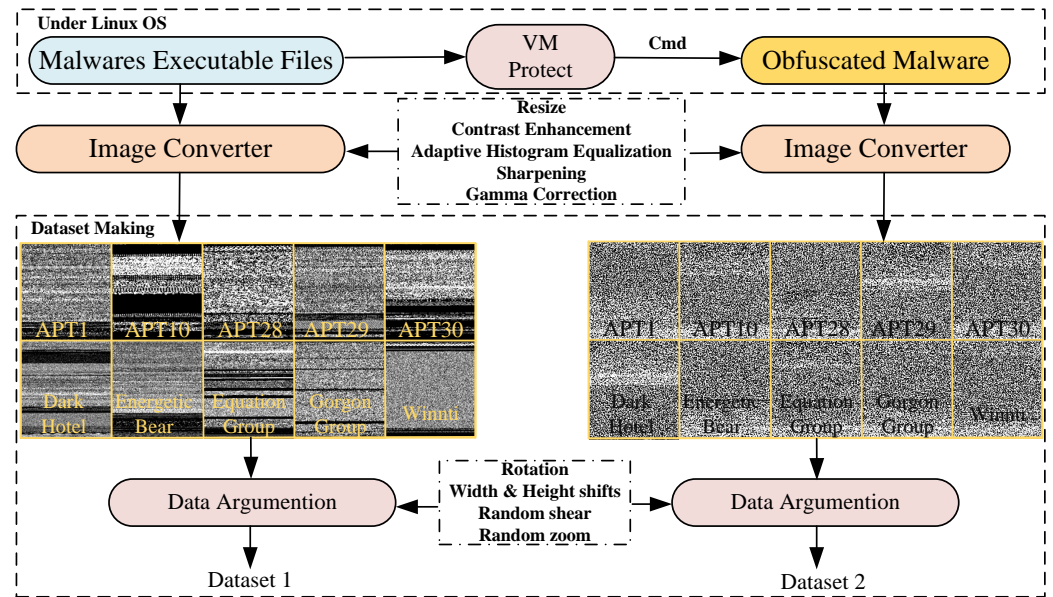 Under Linux OS
Malwares Executable Files
VM
Protect
Cmd
Obfuscated Malware
Image Converter
Resize
Contrast Enhancement
Adaptive Histogram Equalization
Sharpening
Gamma Correction
Image Converter
Dataset Making
APT1
APT10
APT28
APT29
APT30
Dark
Hotel
Energetic
Bear
Equation
Group
Gorgon
Group
Winnti
APT1
APT10
APT28
APT29
APT30
Dark
Hotel
Energetic
Bear
Equation
Group
Gorgon
Group
Winnti
Data Argumention
Rotation
Width & Height shifts
Random shear
Random zoom
Data Argumention
Dataset 1
Dataset 2